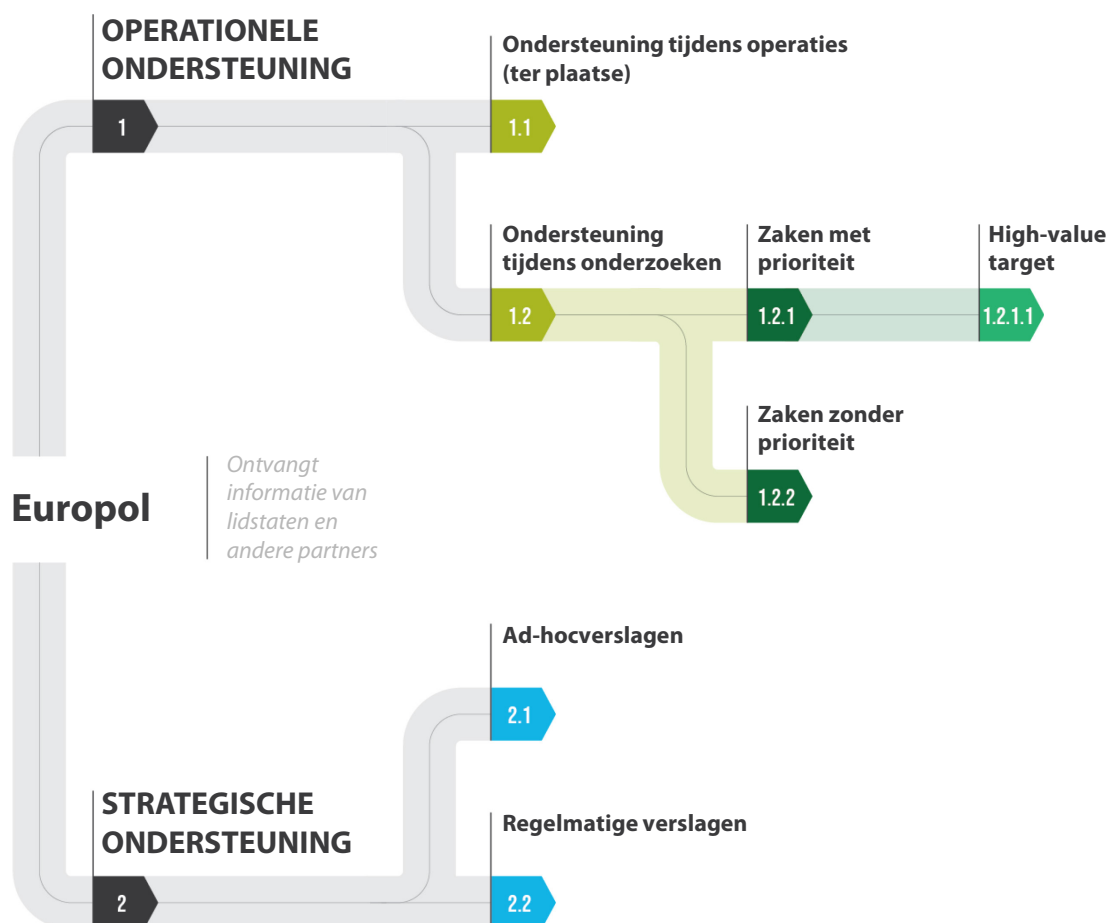 OPERATIONELE
ONDERSTEUNING
1
Ondersteuning tijdens operaties
(ter plaatse)
1.1
Ondersteuning
tijdens onderzoeken
1.2
Zaken met
prioriteit
1.2.1
High-value
target
1.2.1.1
Zaken zonder
prioriteit
1.2.2
Europol
Ontvangt
informatie van
lidstaten en
andere partners
Ad-hocverslagen
2.1
STRATEGISCHE
ONDERSTEUNING
2
Regelmatige verslagen
2.2